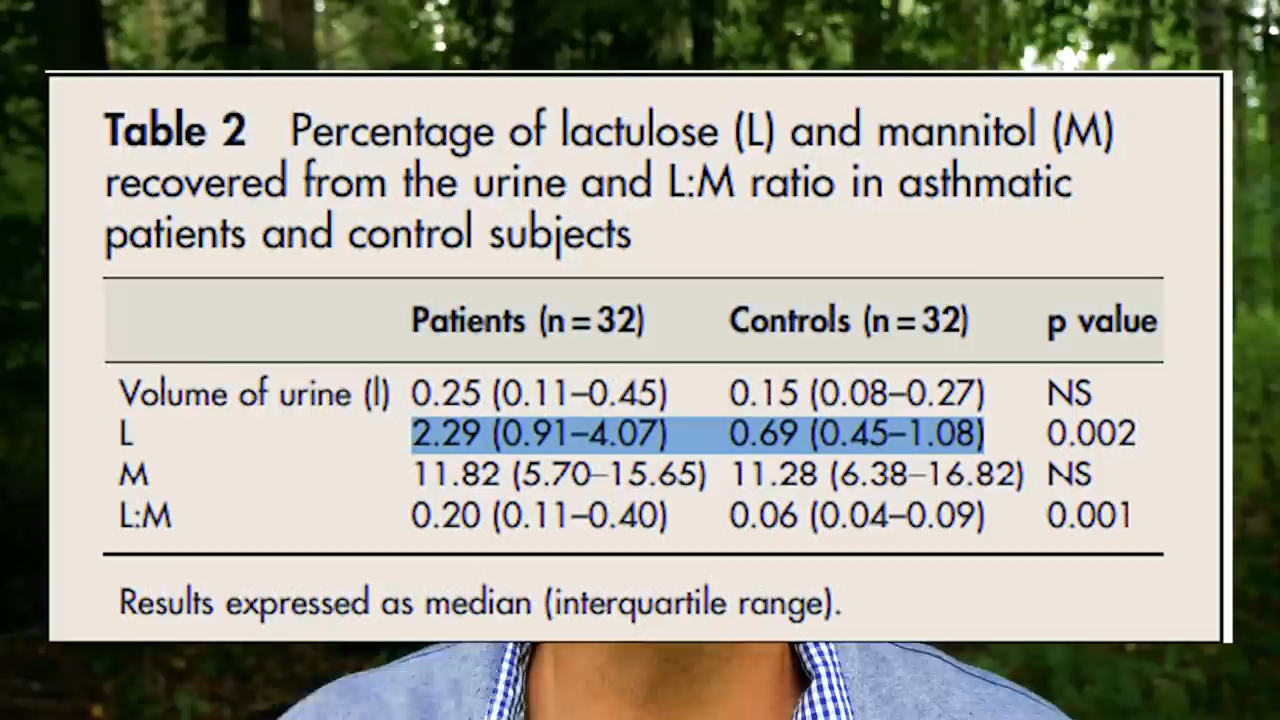 Table 2 Percentage of lactulose (L) and mannitol (M)
recovered from the urine and L:M ratio in asthmatic
patients and control subjects
Patients (n=32) Controls (n=32) p value
Volume of urine (l) 0.25 (0.11–0.45) 0.15 (0.08–0.27) NS
L 2.29 (0.91–4.07) 0.69 (0.45–1.08) 0.002
M 11.82 (5.70–15.65) 11.28 (6.38–16.82) NS
L:M 0.20 (0.11–0.40) 0.06 (0.04–0.09) 0.001
Results expressed as median (interquartile range).